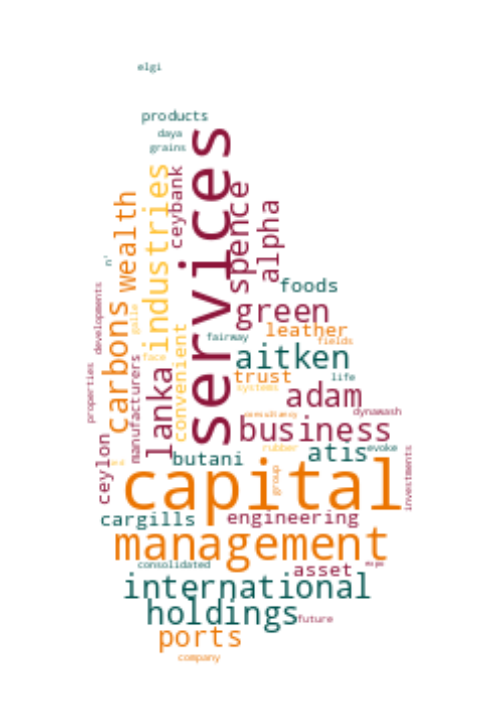 elgi
products
daya
grains
services
industries
ceybank
spence
wealth
alpha
n'
foods
developments
carbons
galle
green
leather
convenient
fairway
fields
face
aitken
manufacturers
lanka
trust
life
properties
systems
adam
consultancy
dynawash
business
ceylon
rubber
atis
evoke
butani
group
investments
capital
cargills
engineering
management
consolidated
asset
international
holdings
future
ports
company